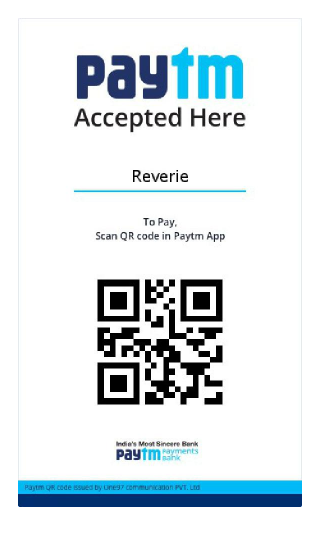 paytm
Accepted Here
Reverie
To Pay,
Scan QR code in Paytm App
India's Most Sincere Bank
paytm payments bank
Paytm QR code issued by One97 communication PVT. Ltd